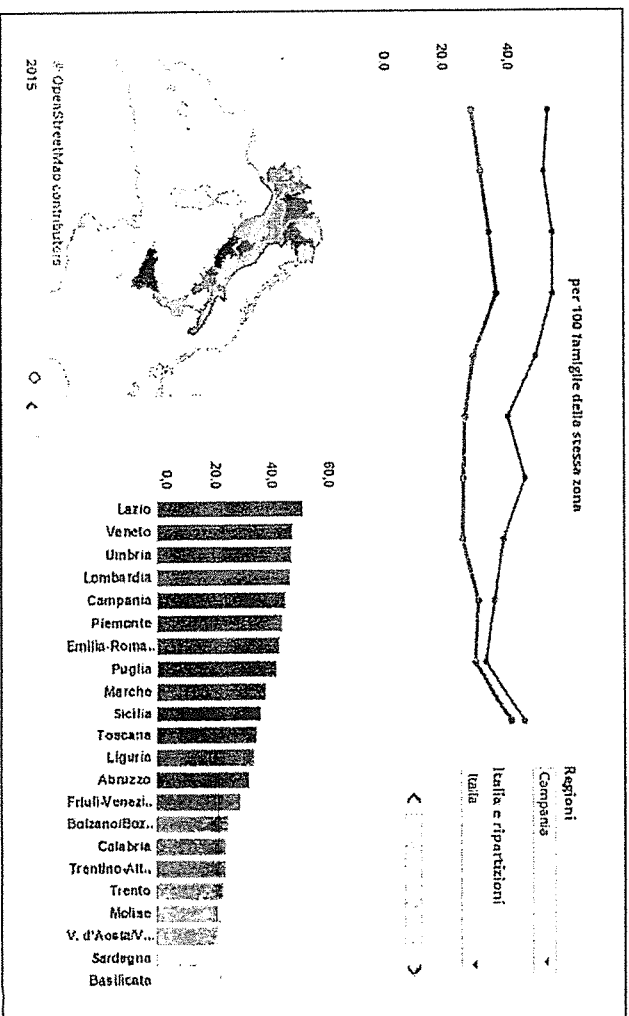 per 100 famiglie della stessa zona
40,0
20.0
0.0
Regioni
Campania
Italia e ripartizioni
Italia
60,0
40,0
20.0
0,0
Lazio
Veneto
Umbria
Lombardia
Campania
Piemonte
Emilia-Roma..
Puglia
Marche
Sicilia
Toscana
Liguria
Abruzzo
Friuli-Venezi..
Bolzano/Boz..
Calabria
Trentino-Alt..
Trento
Molise
V. d'Aosta/V...
Sardegna
Basilicata
© OpenStreetMap contributors
2015